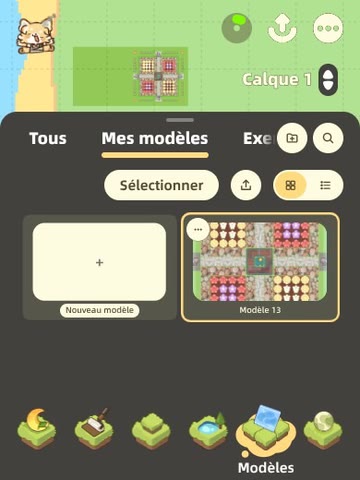 Calque 1
Tous Mes modèles Exe
Sélectionner
Nouveau modèle Modèle 13
Modèles